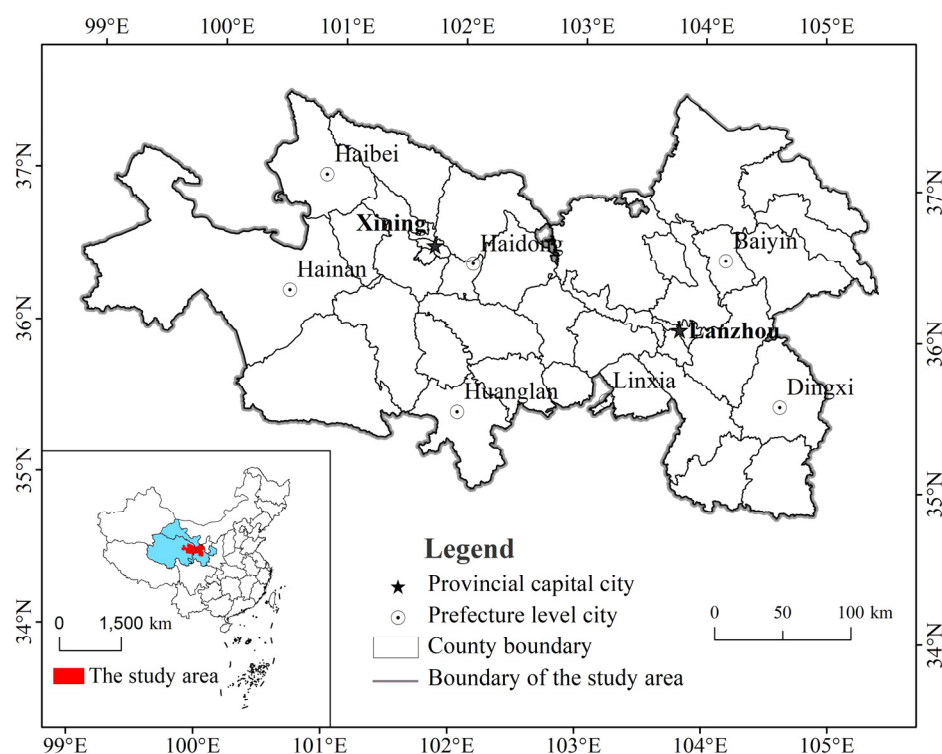 99°E 100°E 101°E 102°E 103°E 104°E 105°E
37°N
37°N
Haibei
Xining
Haidong
Baiyin
Hainan
36°N
36°N
Lanzhou
Huanglan
Linxia
Dingxi
35°N
35°N
Legend
Provincial capital city
Prefecture level city
County boundary
Boundary of the study area
0 50 100 km
34°N
34°N
0 1,500 km
The study area
99°E 100°E 101°E 102°E 103°E 104°E 105°E